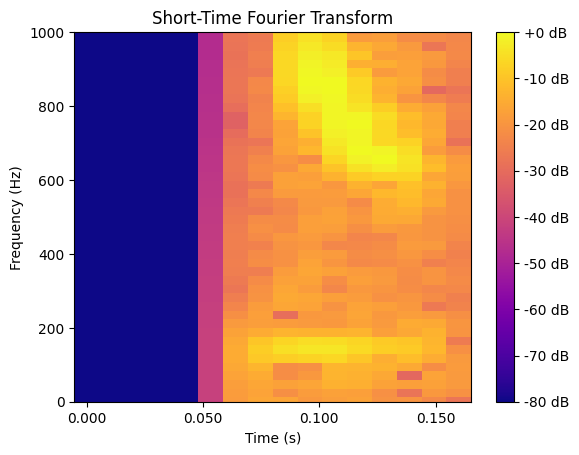 Short-Time Fourier Transform
1000
800
600
400
200
0
Frequency (Hz)
0.000
0.050
0.100
0.150
Time (s)
+0 dB
-10 dB
-20 dB
-30 dB
-40 dB
-50 dB
-60 dB
-70 dB
-80 dB